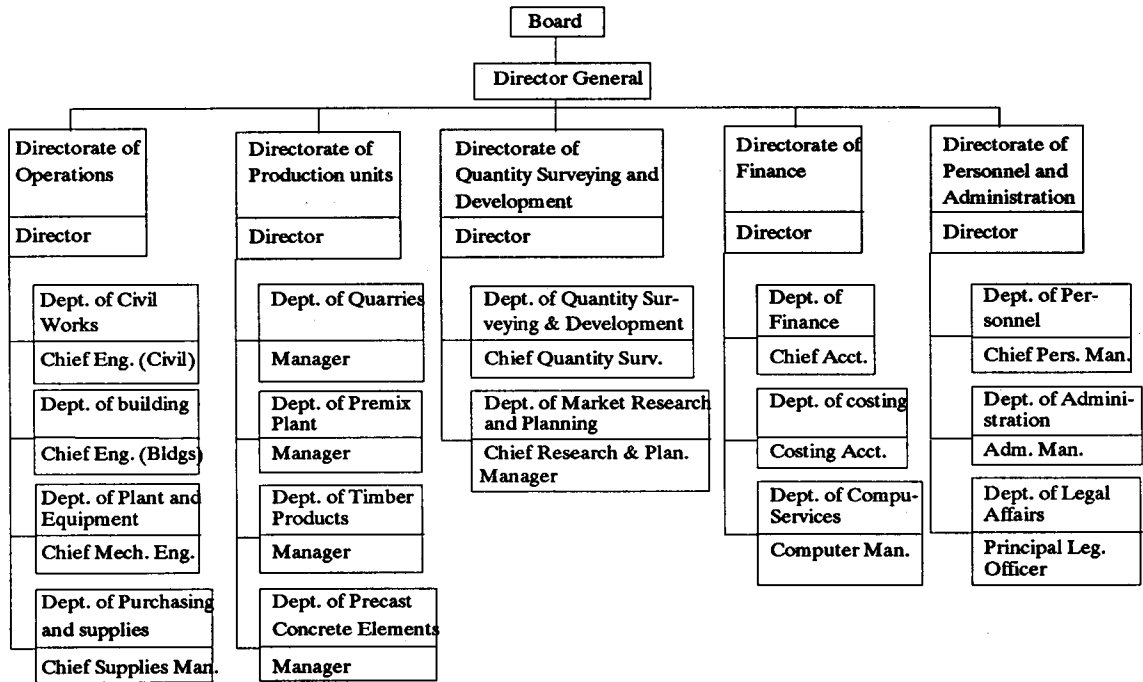 Board
Director General
Directorate of
Operations
Director
Dept. of Civil
Works
Chief Eng. (Civil)
Dept. of building
Chief Eng. (Bldgs)
Dept. of Plant and
Equipment
Chief Mech. Eng.
Dept. of Purchasing
and supplies
Chief Supplies Man.
Directorate of
Production units
Director
Dept. of Quarries
Manager
Dept. of Premix
Plant
Manager
Dept. of Timber
Products
Manager
Dept. of Precast
Concrete Elements
Manager
Directorate of
Quantity Surveying and
Development
Director
Dept. of Quantity Sur-
veying & Development
Chief Quantity Surv.
Dept. of Market Research
and Planning
Chief Research & Plan.
Manager
Directorate of
Finance
Director
Dept. of
Finance
Chief Acct.
Dept. of costing
Costing Acct.
Dept. of Compu-
Services
Computer Man.
Directorate of
Personnel and
Administration
Director
Dept. of Per-
sonnel
Chief Pers. Man.
Dept. of Admini-
stration
Adm. Man.
Dept. of Legal
Affairs
Principal Leg.
Officer